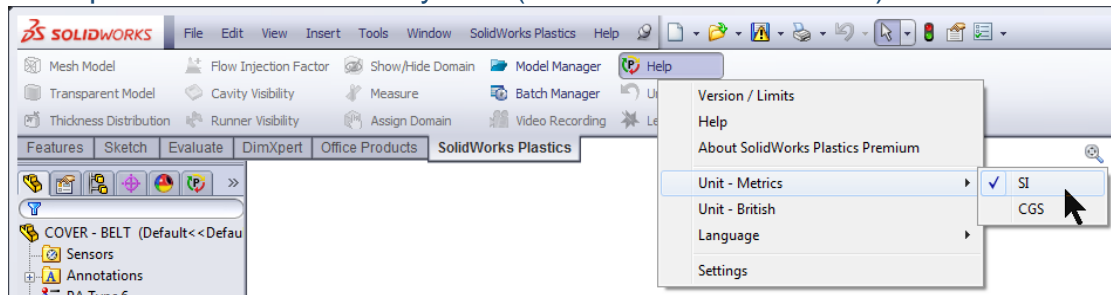 SOLIDWORKS File Edit View Insert Tools Window SolidWorks Plastics Help
Mesh Model Flow Injection Factor Show/Hide Domain Model Manager Help
Transparent Model Cavity Visibility Measure Batch Manager
Thickness Distribution Runner Visibility Assign Domain Video Recording
Features Sketch Evaluate DimXpert Office Products SolidWorks Plastics
COVER - BELT (Default<<Defau
Sensors
Annotations
Version / Limits
Help
About SolidWorks Plastics Premium
Unit - Metrics
Unit - British
Language
Settings
SI
CGS